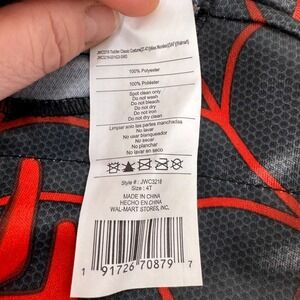 100% Polyester
100% Polyester
Spot clean only
Do not wash
Do not bleach
Do not dry
Do not iron
Do not dry clean
Limpiar solo las partes manchadas
No lavar
No usar blanqueador
No secar
No planchar
No lavar en seco
Style # : JWC3218
Size : 4T
MADE IN CHINA
HECHO EN CHINA
WAL-MART STORES, INC.
1 91726 70879 7